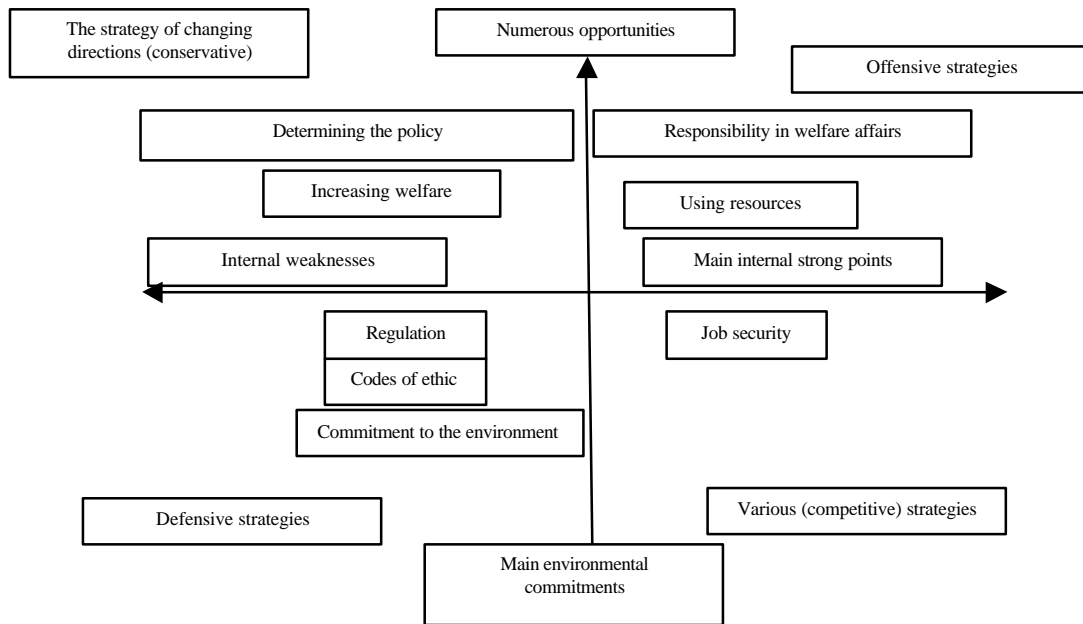 The strategy of changing
directions (conservative)
Numerous opportunities
Offensive strategies
Determining the policy
Responsibility in welfare affairs
Increasing welfare
Using resources
Internal weaknesses
Main internal strong points
Regulation
Job security
Codes of ethic
Commitment to the environment
Defensive strategies
Various (competitive) strategies
Main environmental
commitments